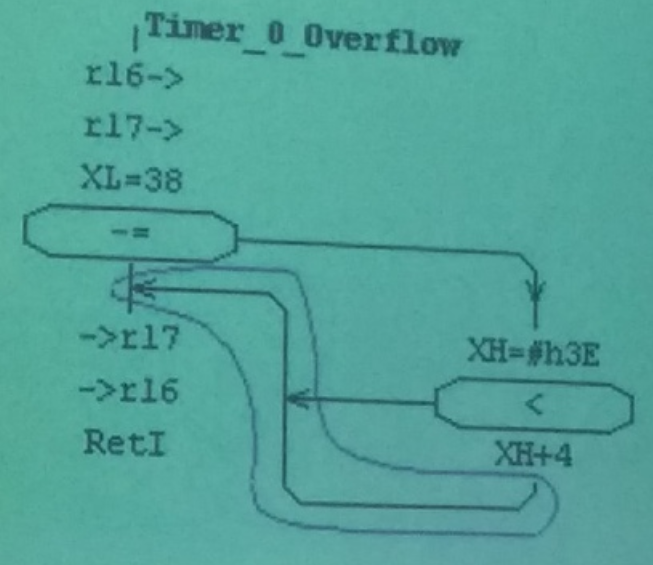 Timer_0_Overflow
r16->
r17->
XL=38
-=
->r17
->r16
RetI
XH=#h3E
<
XH+4